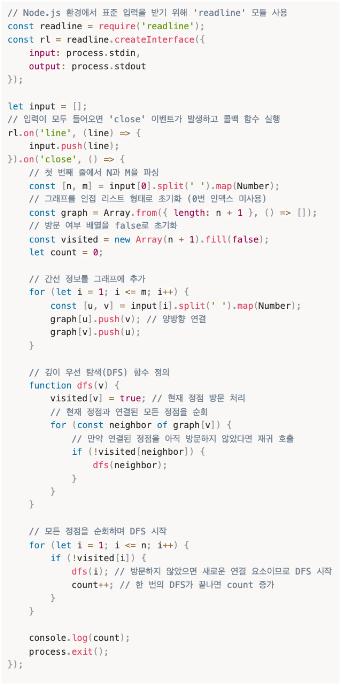 // Node.js 환경에서 표준 입력을 받기 위해 'readline' 모듈 사용
const readline = require('readline');
const rl = readline.createInterface({
    input: process.stdin,
    output: process.stdout
});

let input = [];
// 입력이 모두 들어오면 'close' 이벤트가 발생하고 콜백 함수 실행
rl.on('line', (line) => {
    input.push(line);
}).on('close', () => {
    // 첫 번째 줄에서 N과 M을 파싱
    const [n, m] = input[0].split(' ').map(Number);
    // 그래프를 인접 리스트 형태로 초기화 (0번 인덱스 미사용)
    const graph = Array.from({ length: n + 1 }, () => []);
    // 방문 여부 배열을 false로 초기화
    const visited = new Array(n + 1).fill(false);
    let count = 0;

    // 간선 정보를 그래프에 추가
    for (let i = 1; i <= m; i++) {
        const [u, v] = input[i].split(' ').map(Number);
        graph[u].push(v); // 양방향 연결
        graph[v].push(u);
    }

    // 깊이 우선 탐색(DFS) 함수 정의
    function dfs(v) {
        visited[v] = true; // 현재 정점 방문 처리
        // 현재 정점과 연결된 모든 정점을 순회
        for (const neighbor of graph[v]) {
            // 만약 연결된 정점을 아직 방문하지 않았다면 재귀 호출
            if (!visited[neighbor]) {
                dfs(neighbor);
            }
        }
    }

    // 모든 정점을 순회하며 DFS 시작
    for (let i = 1; i <= n; i++) {
        if (!visited[i]) {
            dfs(i); // 방문하지 않았으면 새로운 연결 요소이므로 DFS 시작
            count++; // 한 번의 DFS가 끝나면 count 증가
        }
    }

    console.log(count);
    process.exit();
});